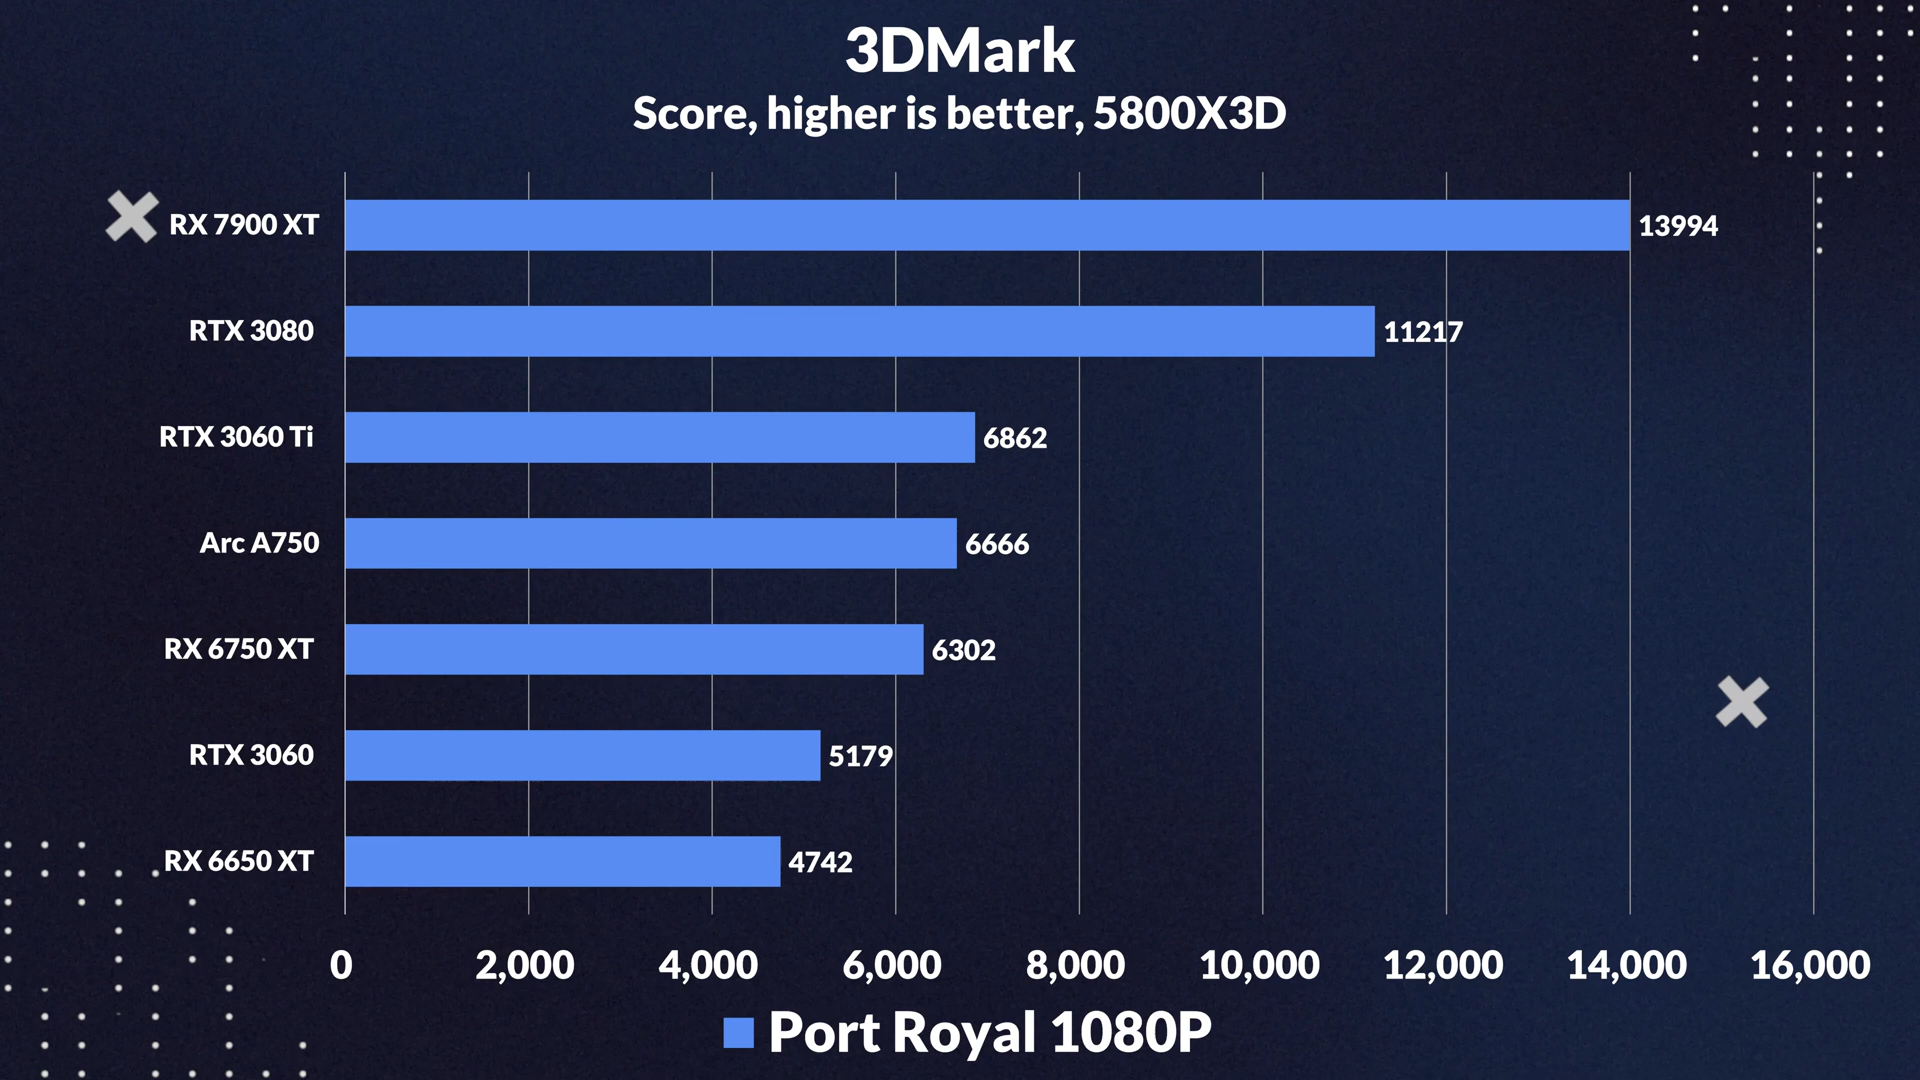 3DMark
Score, higher is better, 5800X3D
RX 7900 XT 13994
RTX 3080 11217
RTX 3060 Ti 6862
Arc A750 6666
RX 6750 XT 6302
RTX 3060 5179
RX 6650 XT 4742
0 2,000 4,000 6,000 8,000 10,000 12,000 14,000 16,000
Port Royal 1080P